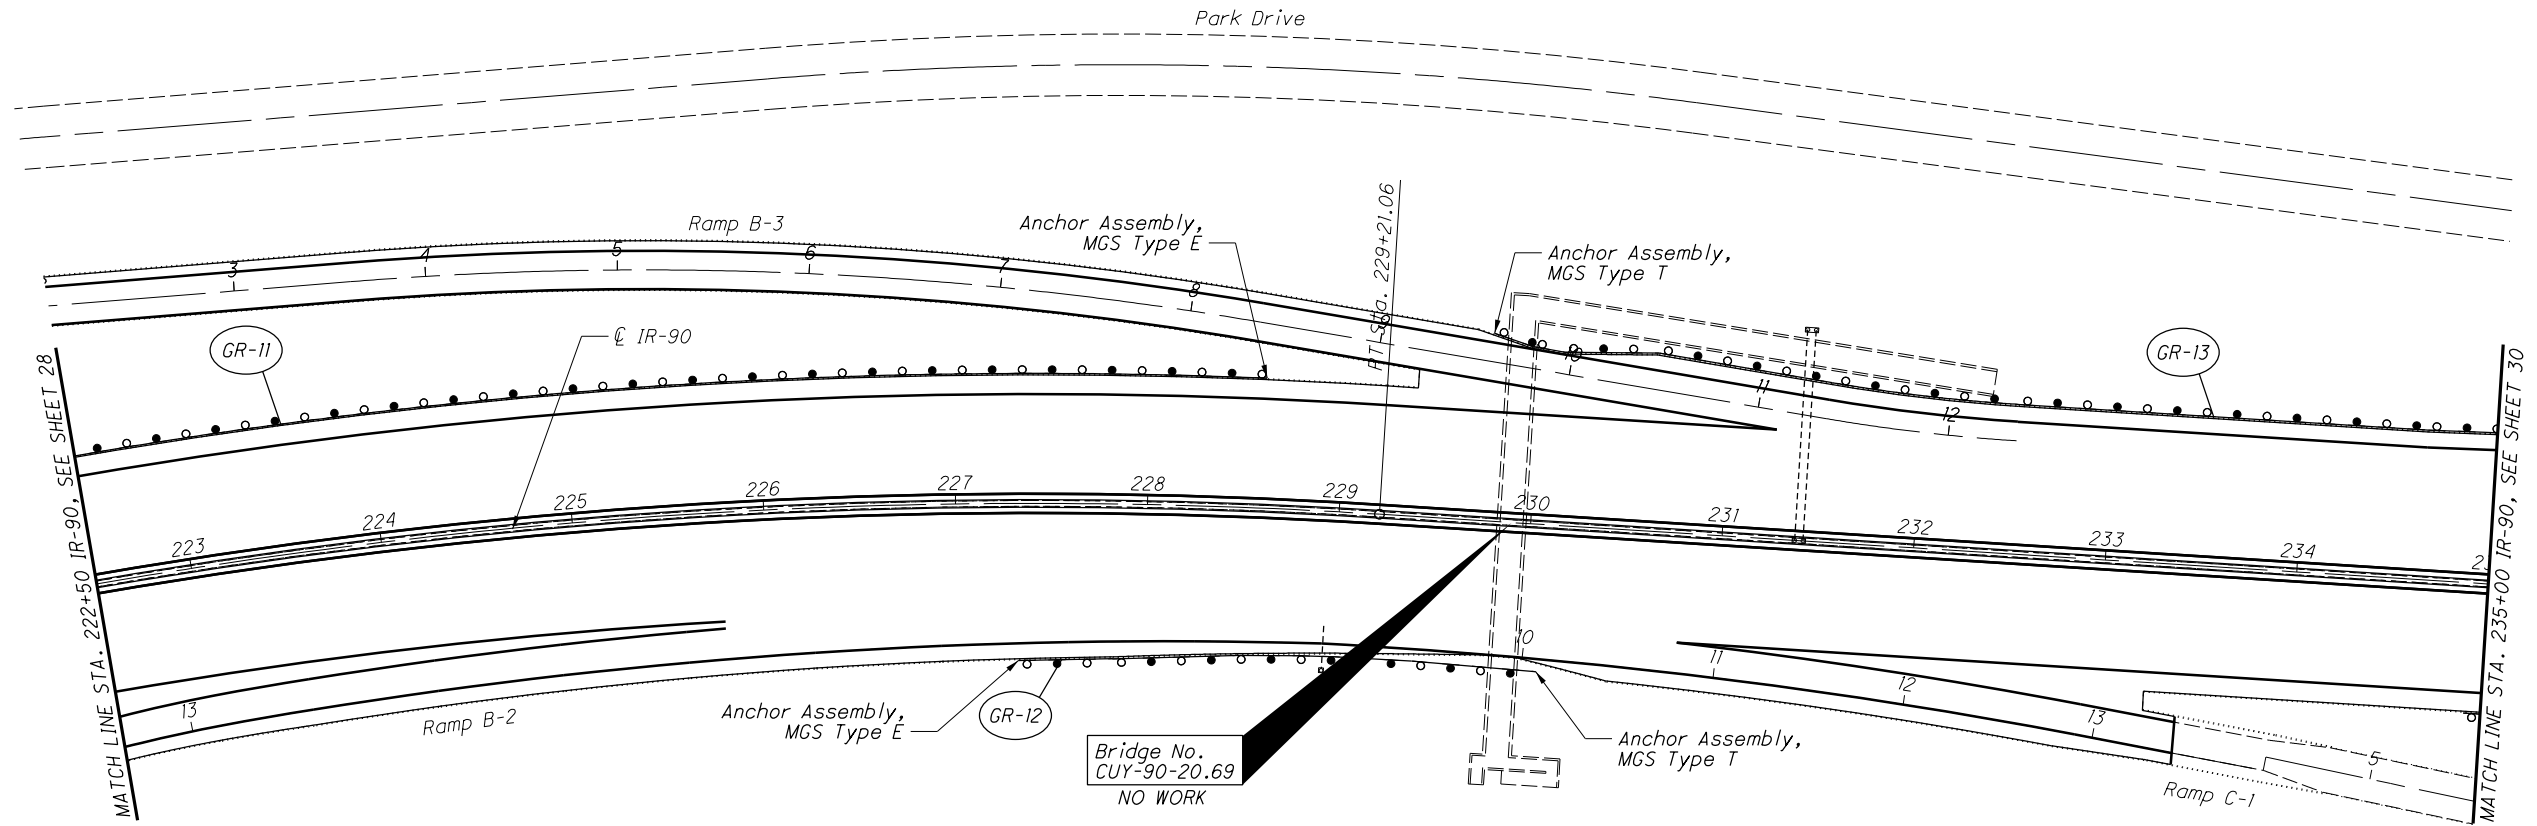 Park Drive
Ramp B-3
Anchor Assembly,
MGS Type E
PT Sta. 229+21.06
Anchor Assembly,
MGS Type T
3
4
5
6
7
8
9
10
11
12
GR-11
℄ IR-90
GR-13
MATCH LINE STA. 222+50 IR-90, SEE SHEET 28
223
224
225
226
227
228
229
230
231
232
233
234
MATCH LINE STA. 235+00 IR-90, SEE SHEET 30
13
Ramp B-2
Anchor Assembly,
MGS Type E
GR-12
Bridge No.
CUY-90-20.69
NO WORK
10
11
12
13
Anchor Assembly,
MGS Type T
5
Ramp C-1